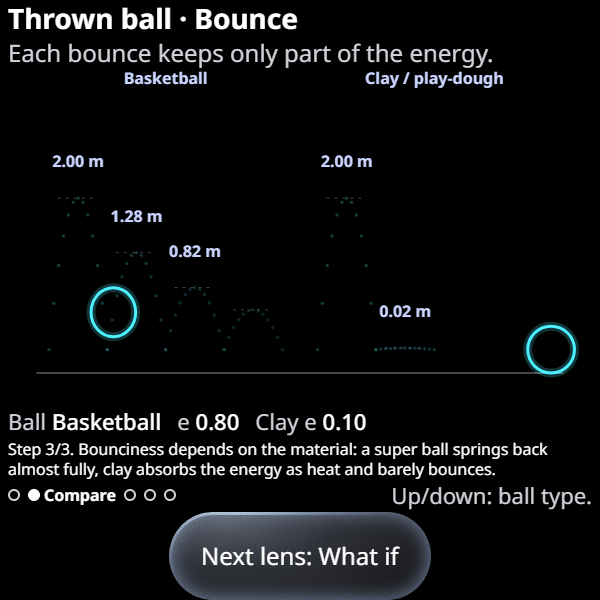 Thrown ball · Bounce
Each bounce keeps only part of the energy.
Basketball
Clay / play-dough
2.00 m
2.00 m
1.28 m
0.82 m
0.02 m
Ball Basketball e 0.80 Clay e 0.10
Step 3/3. Bounciness depends on the material: a super ball springs back
almost fully, clay absorbs the energy as heat and barely bounces.
Compare
Up/down: ball type.
Next lens: What if